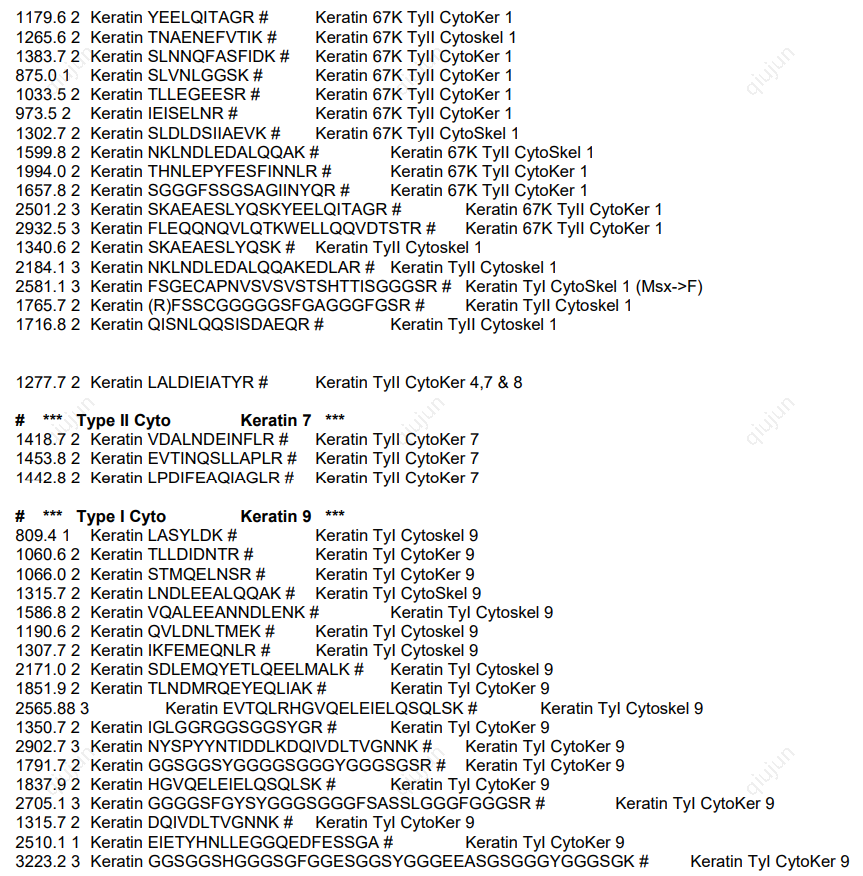 1179.6 2 Keratin YEELQITAGR # Keratin 67K TyII CytoKer 1
1265.6 2 Keratin TNAENEFVTIK # Keratin 67K TyII Cytoskel 1
1383.7 2 Keratin SLNNQFASFIDK # Keratin 67K TyII CytoKer 1
875.0 1 Keratin SLVNLGGSK # Keratin 67K TyII CytoKer 1
1033.5 2 Keratin TLLEGEESR # Keratin 67K TyII CytoKer 1
973.5 2 Keratin IEISELNR # Keratin 67K TyII CytoKer 1
1302.7 2 Keratin SLDLDSIIAEVK # Keratin 67K TyII CytoSkel 1
1599.8 2 Keratin NKLNDLEDALQQAK # Keratin 67K TyII CytoSkel 1
1994.0 2 Keratin THNLEPYFESFINNLR # Keratin 67K TyII CytoKer 1
1657.8 2 Keratin SGGGFSSGSAGIINYQR # Keratin 67K TyII CytoKer 1
2501.2 3 Keratin SKAEAESLYQSKYEELQITAGR # Keratin 67K TyII CytoKer 1
2932.5 3 Keratin FLEQQNQVLQTKWELLQQVDTSTR # Keratin 67K TyII CytoKer 1
1340.6 2 Keratin SKAEAESLYQSK # Keratin TyII Cytoskel 1
2184.1 3 Keratin NKLNDLEDALQQAKEDLAR # Keratin TyII Cytoskel 1
2581.1 3 Keratin FSGECAPNVSVSVSTSHTTISGGGSR # Keratin TyI CytoSkel 1 (Msx->F)
1765.7 2 Keratin (R)FSSCGGGGGSFGAGGGFGSR # Keratin TyII Cytoskel 1
1716.8 2 Keratin QISNLQQSISDAEQR # Keratin TyII Cytoskel 1
1277.7 2 Keratin LALDIEIATYR # Keratin TyII CytoKer 4,7 & 8
# *** Type II Cyto Keratin 7 ***
1418.7 2 Keratin VDALNDEINFLR # Keratin TyII CytoKer 7
1453.8 2 Keratin EVTINQSLLAPLR # Keratin TyII CytoKer 7
1442.8 2 Keratin LPDIFEAQIAGLR # Keratin TyII CytoKer 7
# *** Type I Cyto Keratin 9 ***
809.4 1 Keratin LASYLDK # Keratin TyI Cytoskel 9
1060.6 2 Keratin TLLDIDNTR # Keratin TyI CytoKer 9
1066.0 2 Keratin STMQELNSR # Keratin TyI CytoKer 9
1315.7 2 Keratin LNDLEEALQQAK # Keratin TyI CytoSkel 9
1586.8 2 Keratin VQALEEANNDLENK # Keratin TyI Cytoskel 9
1190.6 2 Keratin QVLDNLTMEK # Keratin TyI Cytoskel 9
1307.7 2 Keratin IKFEMEQNLR # Keratin TyI Cytoskel 9
2171.0 2 Keratin SDLEMQYETLQEELMALK # Keratin TyI Cytoskel 9
1851.9 2 Keratin TLNDMRQEYEQLIAK # Keratin TyI CytoKer 9
2565.88 3 Keratin EVTQLRHGVQELEIELQSQLSK # Keratin TyI Cytoskel 9
1350.7 2 Keratin IGLGGRGGSGGSYGR # Keratin TyI CytoKer 9
2902.7 3 Keratin NYSPYYNTIDDLKDQIVDLTVGNNK # Keratin TyI CytoKer 9
1791.7 2 Keratin GGSGGSYGGGGSGGGYGGGSGSR # Keratin TyI CytoKer 9
1837.9 2 Keratin HGVQELEIELQSQLSK # Keratin TyI CytoKer 9
2705.1 3 Keratin GGGGSFGYSYGGGSGGGFSASSLGGGFGGGSR # Keratin TyI CytoKer 9
1315.7 2 Keratin DQIVDLTVGNNK # Keratin TyI CytoKer 9
2510.1 1 Keratin EIETYHNLLEGGQEDFESSGA # Keratin TyI CytoKer 9
3223.2 3 Keratin GGSGGSHGGGSGFGGESGGSYGGGEEASGSGGGYGGGSGK # Keratin TyI CytoKer 9
qiujun
qiujun
qiujun
qiujun
qiujun
qiujun
qiujun
qiujun
qiujun